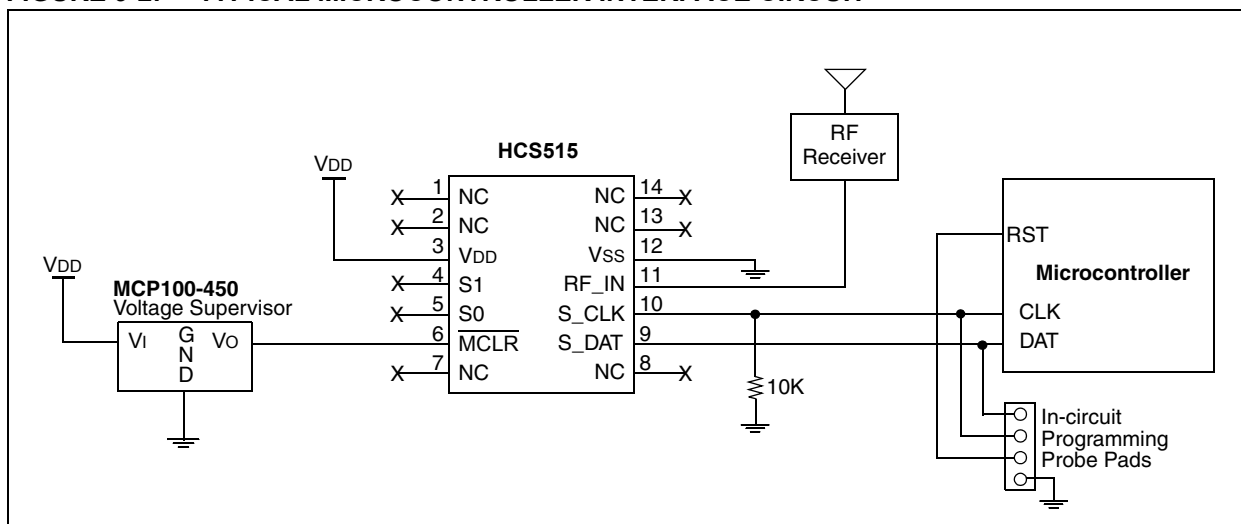 FIGURE TYPICAL MICROCONTROLLER INTERFACE CIRCUIT
RF
Receiver
HCS515
VDD
1 NC NC 14
X X
2 NC NC 13
X X
3 VDD VSS 12
4 S1 RF_IN 11
X
5 S0 S_CLK 10
X
6 MCLR S_DAT 9
7 NC NC 8
X X
VDD
MCP100-450
Voltage Supervisor
VI GND VO
10K
RST
Microcontroller
CLK
DAT
In-circuit
Programming
Probe Pads